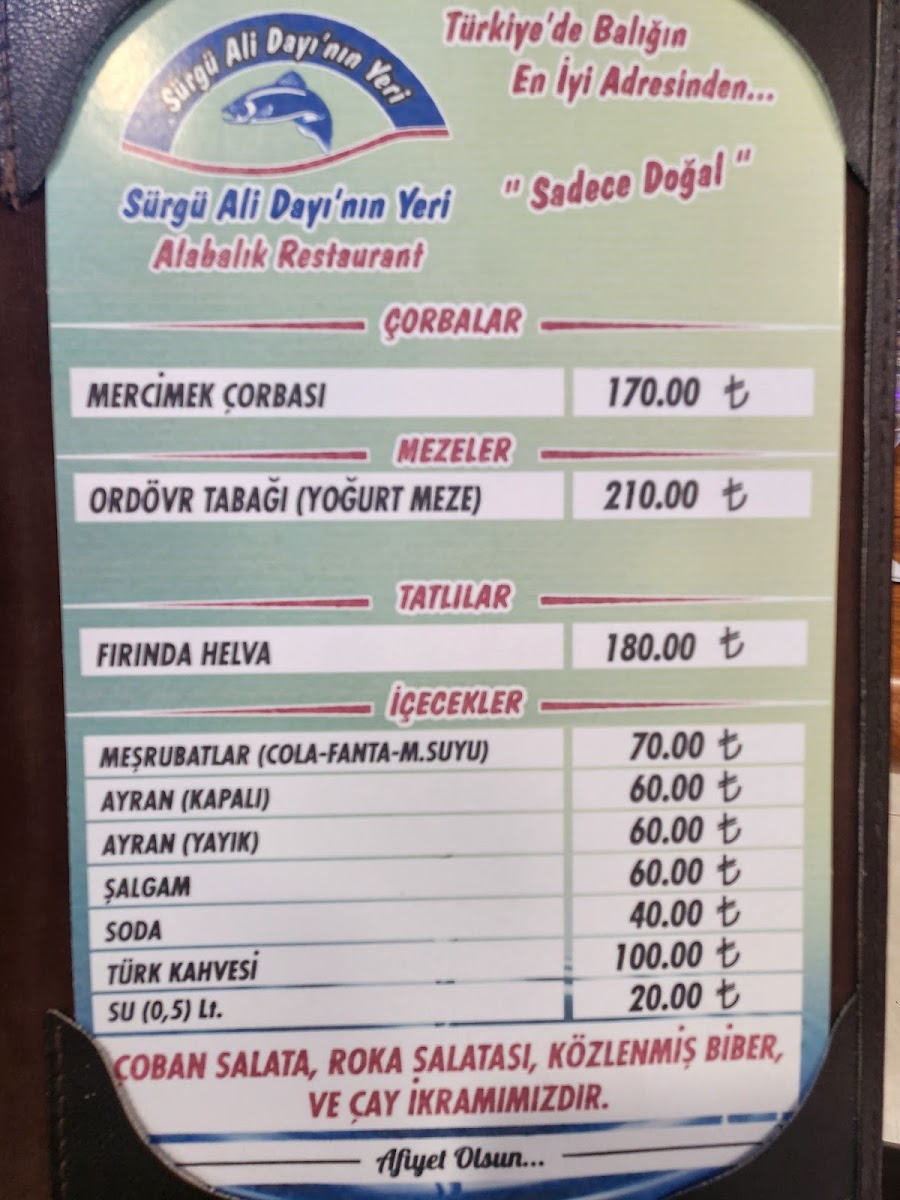 Sürgü Ali Dayı'nın Yeri
Türkiye'de Balığın
En İyi Adresinden...
" Sadece Doğal "
Sürgü Ali Dayı'nın Yeri
Alabalık Restaurant
ÇORBALAR
MERCİMEK ÇORBASI 170.00 ₺
MEZELER
ORDÖVR TABAĞI (YOĞURT MEZE) 210.00 ₺
TATLILAR
FIRINDA HELVA 180.00 ₺
İÇECEKLER
MEŞRUBATLAR (COLA-FANTA-M.SUYU) 70.00 ₺
AYRAN (KAPALI) 60.00 ₺
AYRAN (YAYIK) 60.00 ₺
ŞALGAM 60.00 ₺
SODA 40.00 ₺
TÜRK KAHVESİ 100.00 ₺
SU (0,5) Lt. 20.00 ₺
ÇOBAN SALATA, ROKA SALATASI, KÖZLENMİŞ BİBER,
VE ÇAY İKRAMIMIZDIR.
Afiyet Olsun...